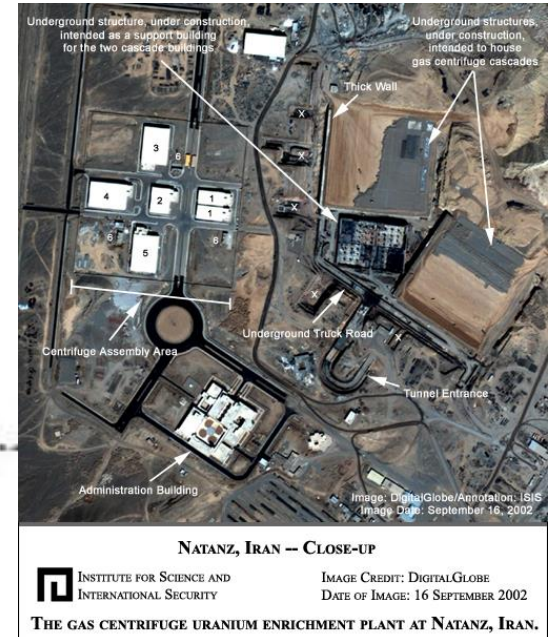 Underground structure, under construction,
intended as a support building
for the two cascade buildings
Underground structures,
under construction,
intended to house
gas centrifuge cascades
Thick Wall
X
3
6
X
4
2
1
1
X
6
5
6
X
X
Underground Truck Road
Centrifuge Assembly Area
Tunnel Entrance
Administration Building
Image: DigitalGlobe/Annotation: ISIS
Image Date: September 16, 2002
NATANZ, IRAN -- CLOSE-UP
INSTITUTE FOR SCIENCE AND
INTERNATIONAL SECURITY
IMAGE CREDIT: DIGITALGLOBE
DATE OF IMAGE: 16 SEPTEMBER 2002
THE GAS CENTRIFUGE URANIUM ENRICHMENT PLANT AT NATANZ, IRAN.